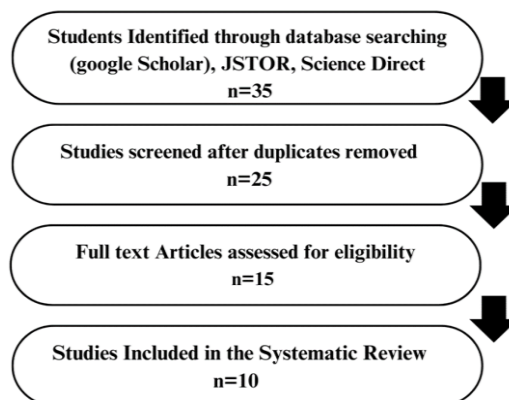 Students Identified through database searching
(google Scholar), JSTOR, Science Direct
n=35
Studies screened after duplicates removed
n=25
Full text Articles assessed for eligibility
n=15
Studies Included in the Systematic Review
n=10